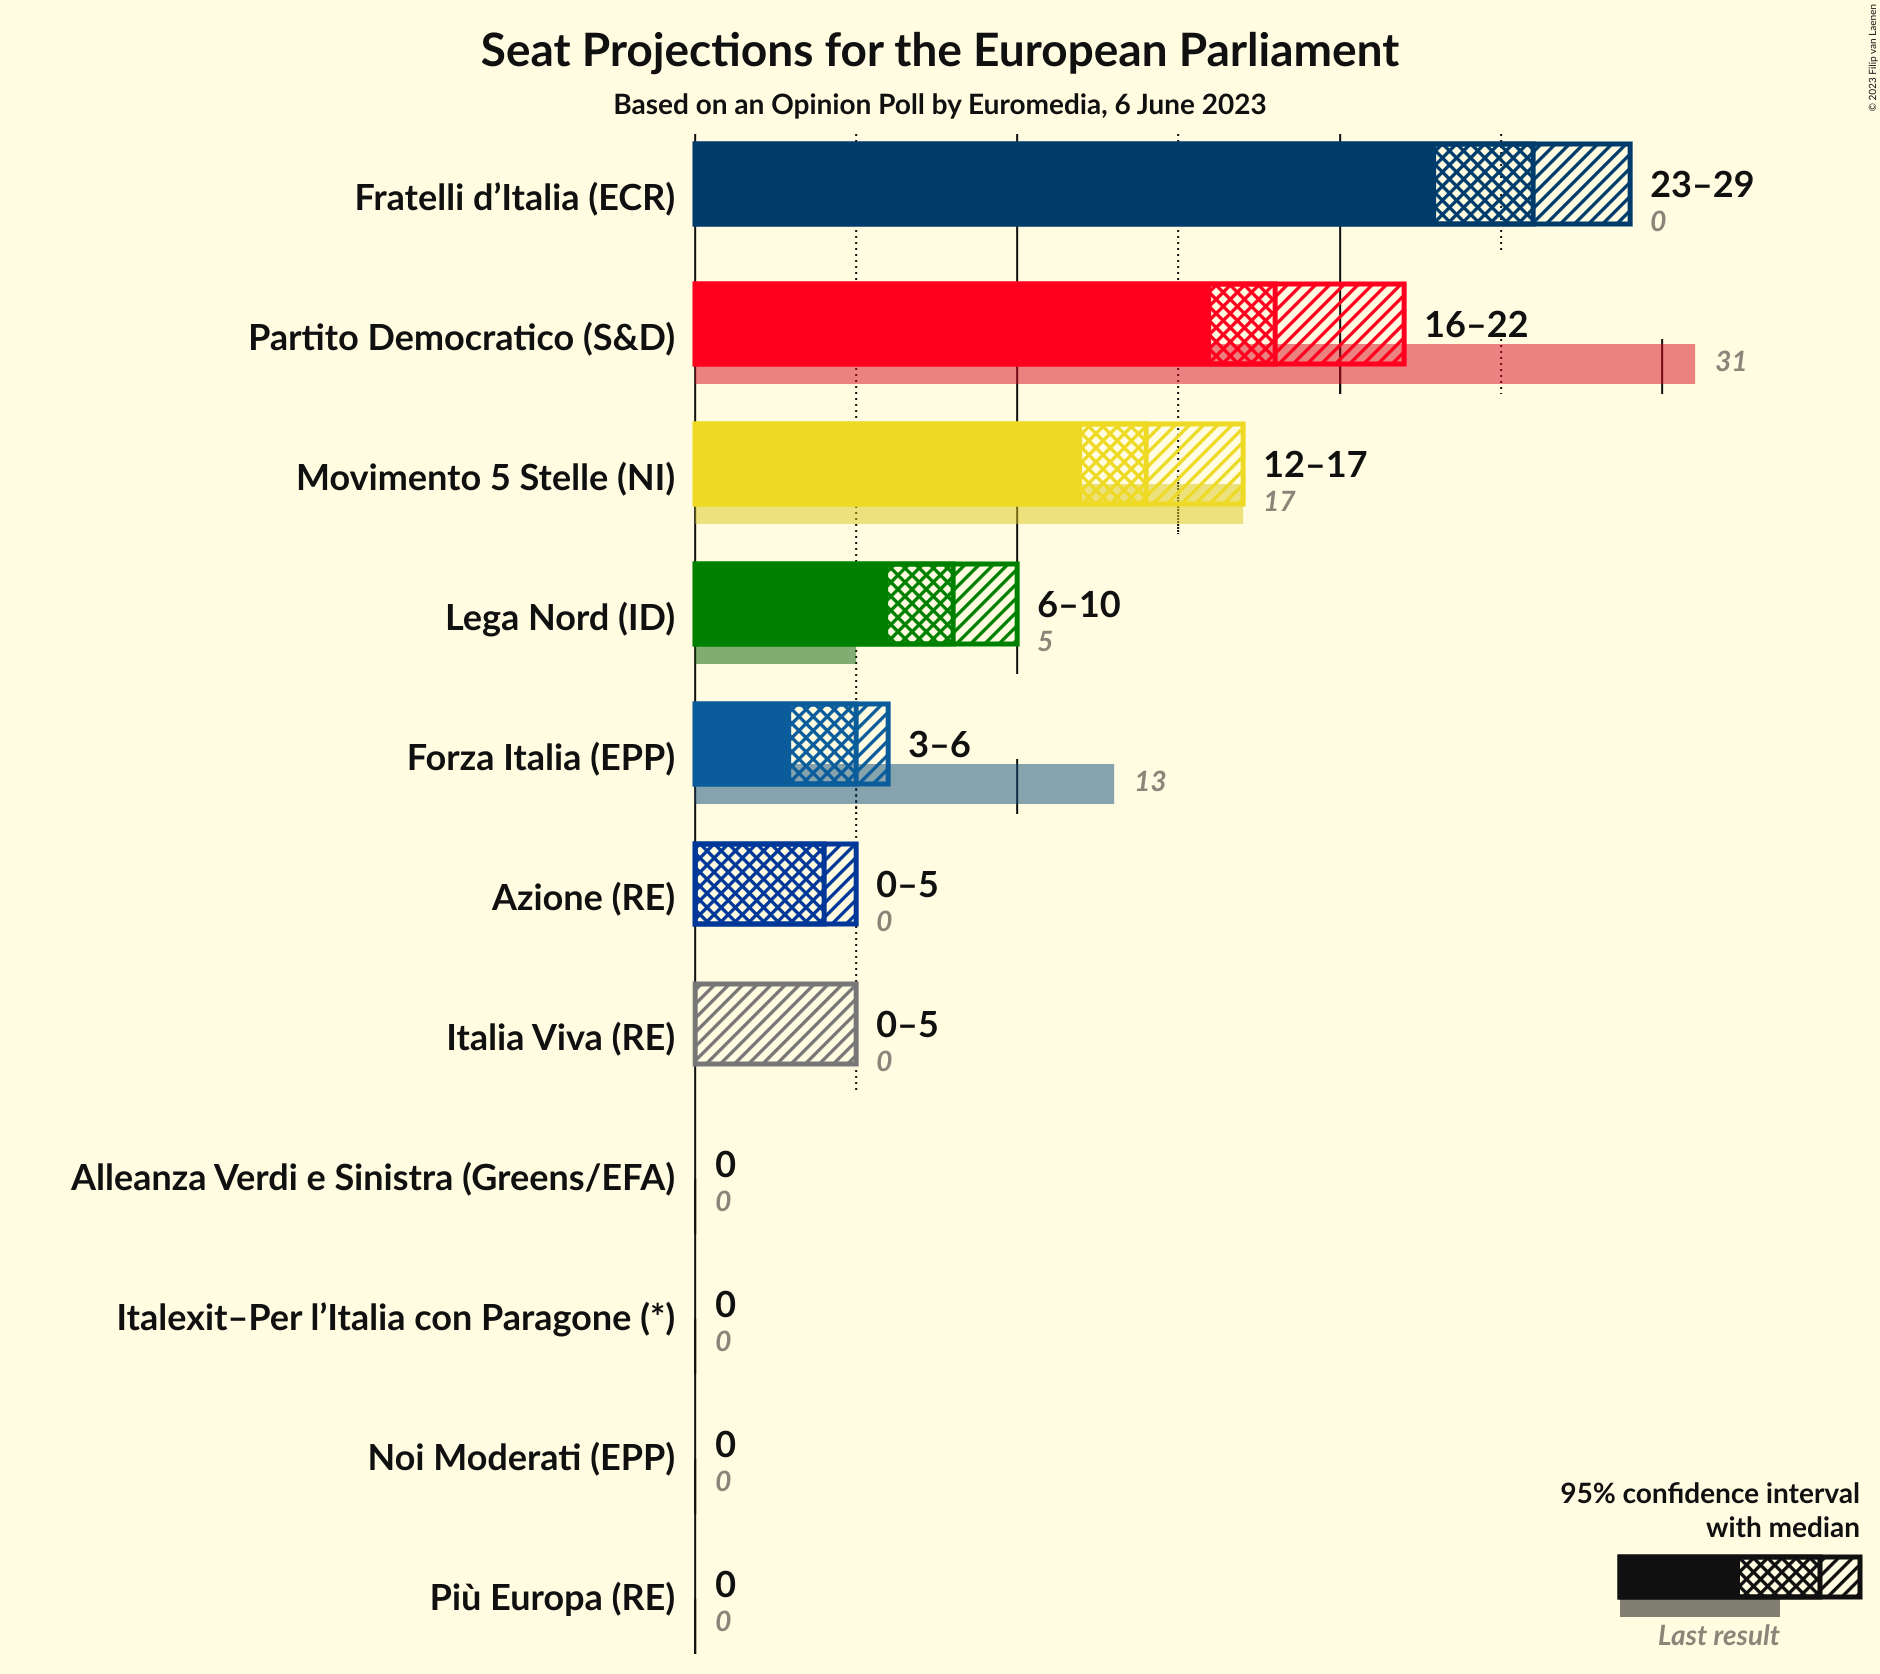 Seat Projections for the European Parliament
Based on an Opinion Poll by Euromedia, 6 June 2023
© 2023 Filip van Laenen
Fratelli d’Italia (ECR)
23–29
0
Partito Democratico (S&D)
16–22
31
Movimento 5 Stelle (NI)
12–17
17
Lega Nord (ID)
6–10
5
Forza Italia (EPP)
3–6
13
Azione (RE)
0–5
0
Italia Viva (RE)
0–5
0
Alleanza Verdi e Sinistra (Greens/EFA)
0
0
Italexit–Per l’Italia con Paragone (*)
0
0
Noi Moderati (EPP)
0
0
Più Europa (RE)
0
0
95% confidence interval
with median
Last result